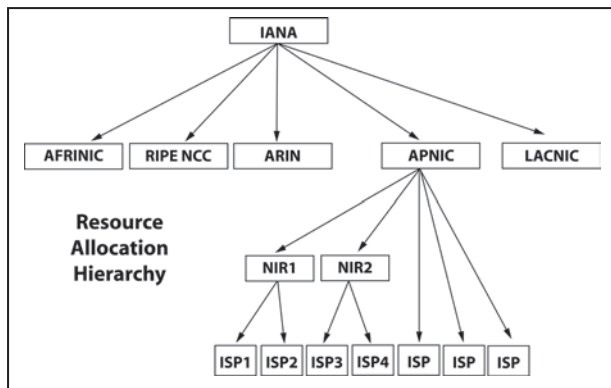 IANA
AFRINIC
RIPE NCC
ARIN
APNIC
LACNIC
Resource
Allocation
Hierarchy
NIR1
NIR2
ISP1
ISP2
ISP3
ISP4
ISP
ISP
ISP